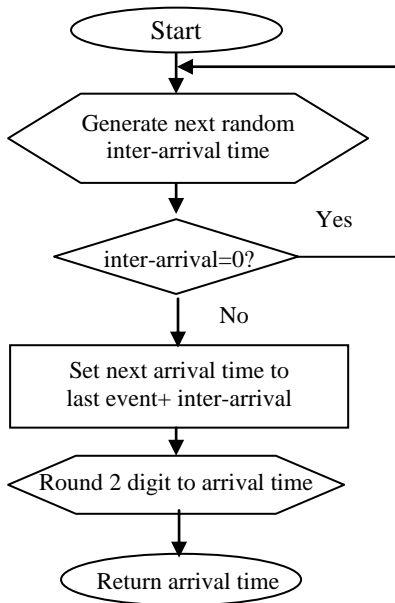 Start
Generate next random
inter-arrival time
Yes
inter-arrival=0?
No
Set next arrival time to
last event+ inter-arrival
Round 2 digit to arrival time
Return arrival time